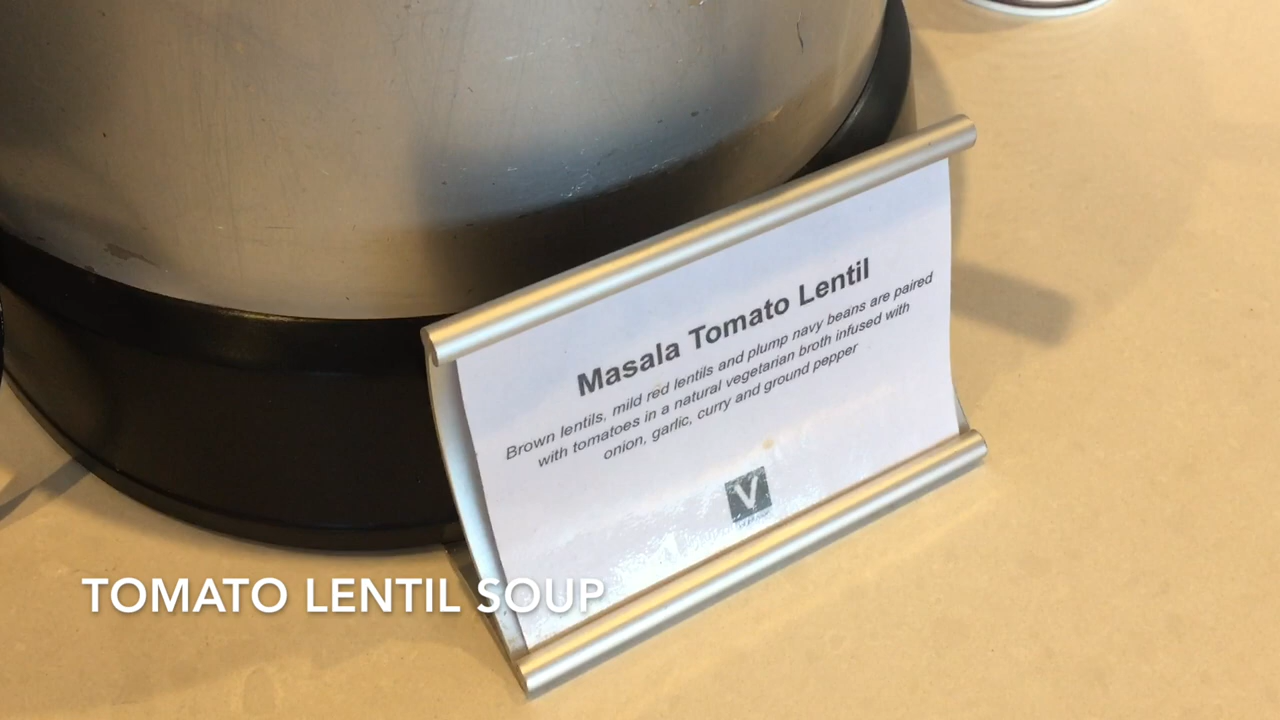 Masala Tomato Lentil
Brown lentils, mild red lentils and plump navy beans are paired
with tomatoes in a natural vegetarian broth infused with
onion, garlic, curry and ground pepper
V
TOMATO LENTIL SOUP